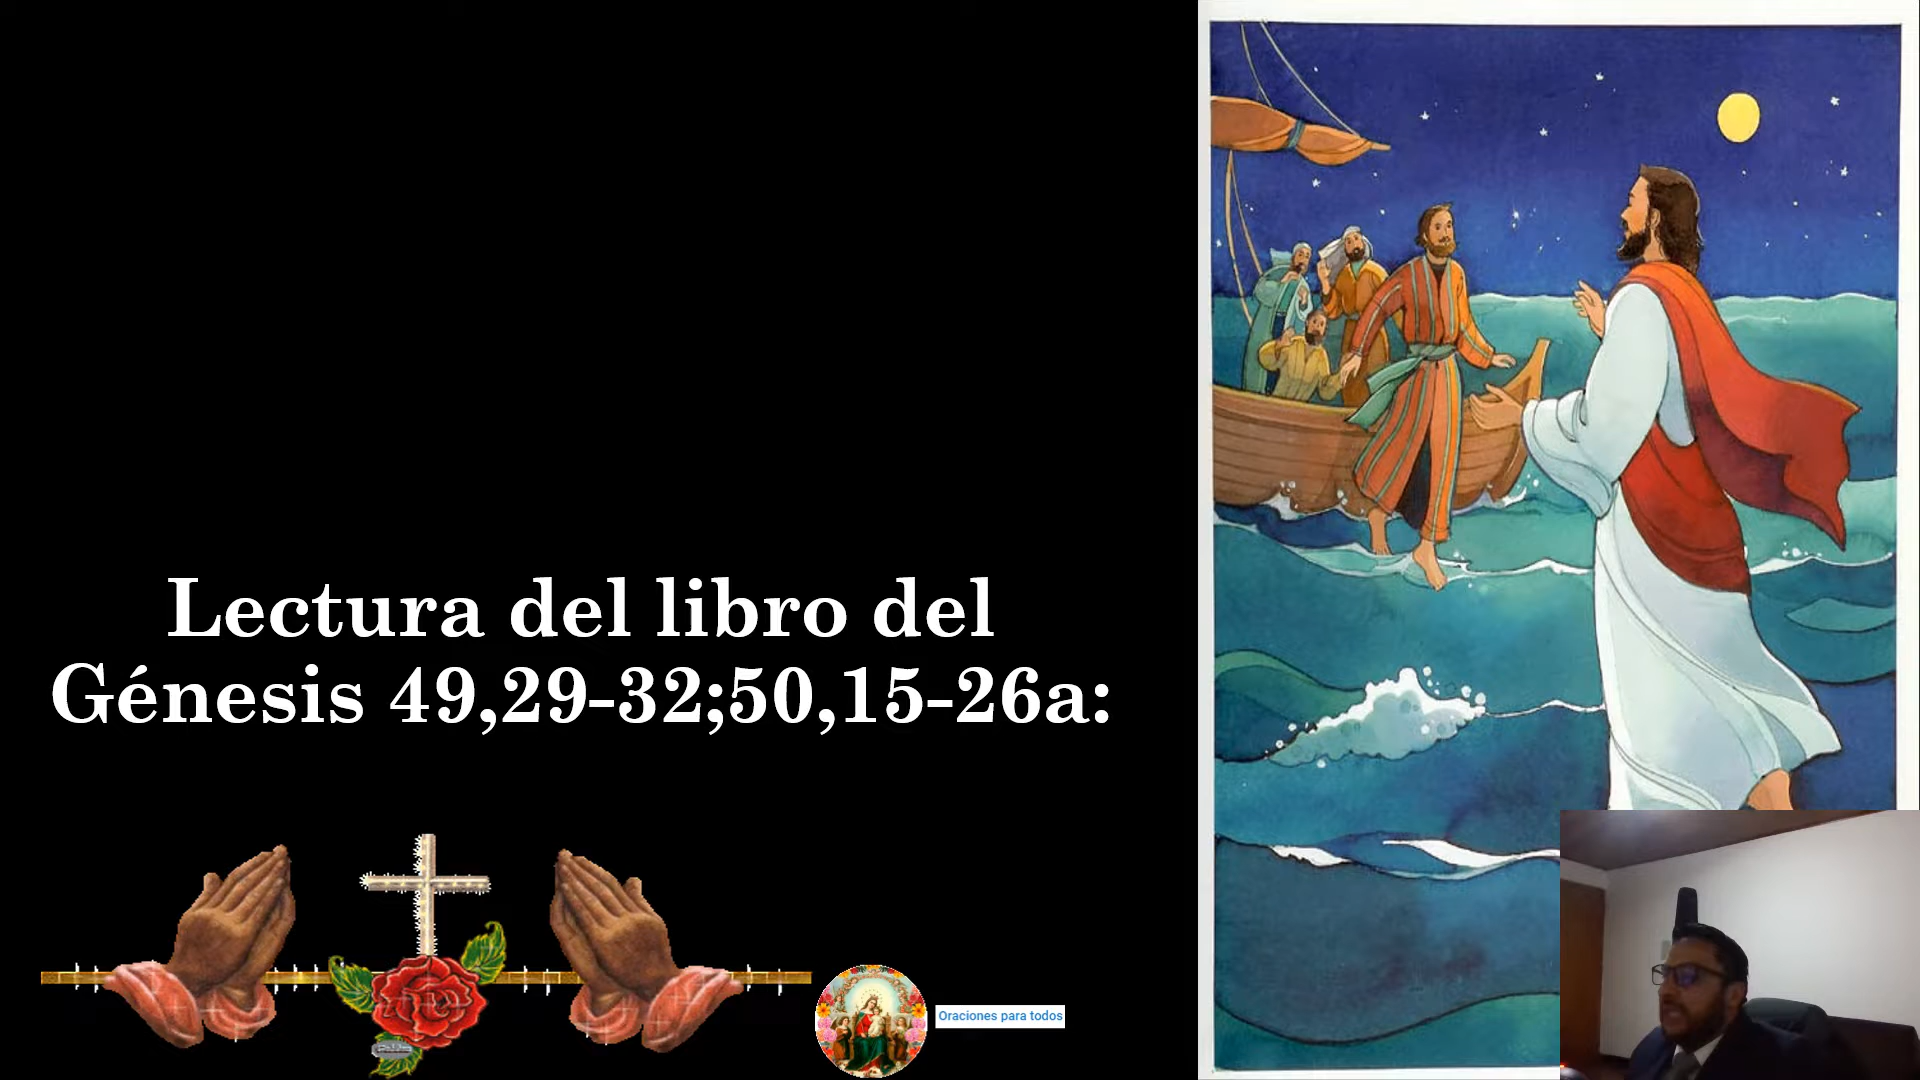 Lectura del libro del
Génesis 49,29-32;50,15-26a:
Oraciones para todos